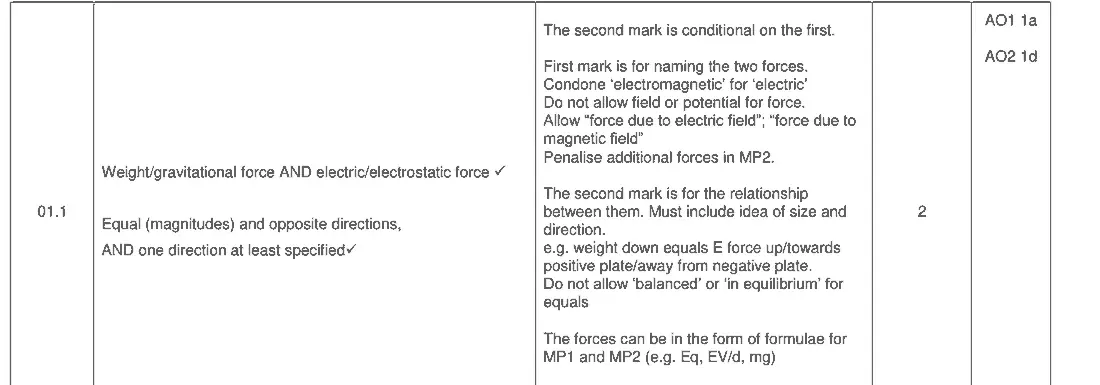 01.1
Weight/gravitational force AND electric/electrostatic force ✓
Equal (magnitudes) and opposite directions,
AND one direction at least specified✓
The second mark is conditional on the first.
First mark is for naming the two forces.
Condone 'electromagnetic' for 'electric'
Do not allow field or potential for force.
Allow "force due to electric field"; "force due to
magnetic field"
Penalise additional forces in MP2.
The second mark is for the relationship
between them. Must include idea of size and
direction.
e.g. weight down equals E force up/towards
positive plate/away from negative plate.
Do not allow 'balanced' or 'in equilibrium' for
equals
The forces can be in the form of formulae for
MP1 and MP2 (e.g. Eq, EV/d, mg)
2
AO1 1a
AO2 1d